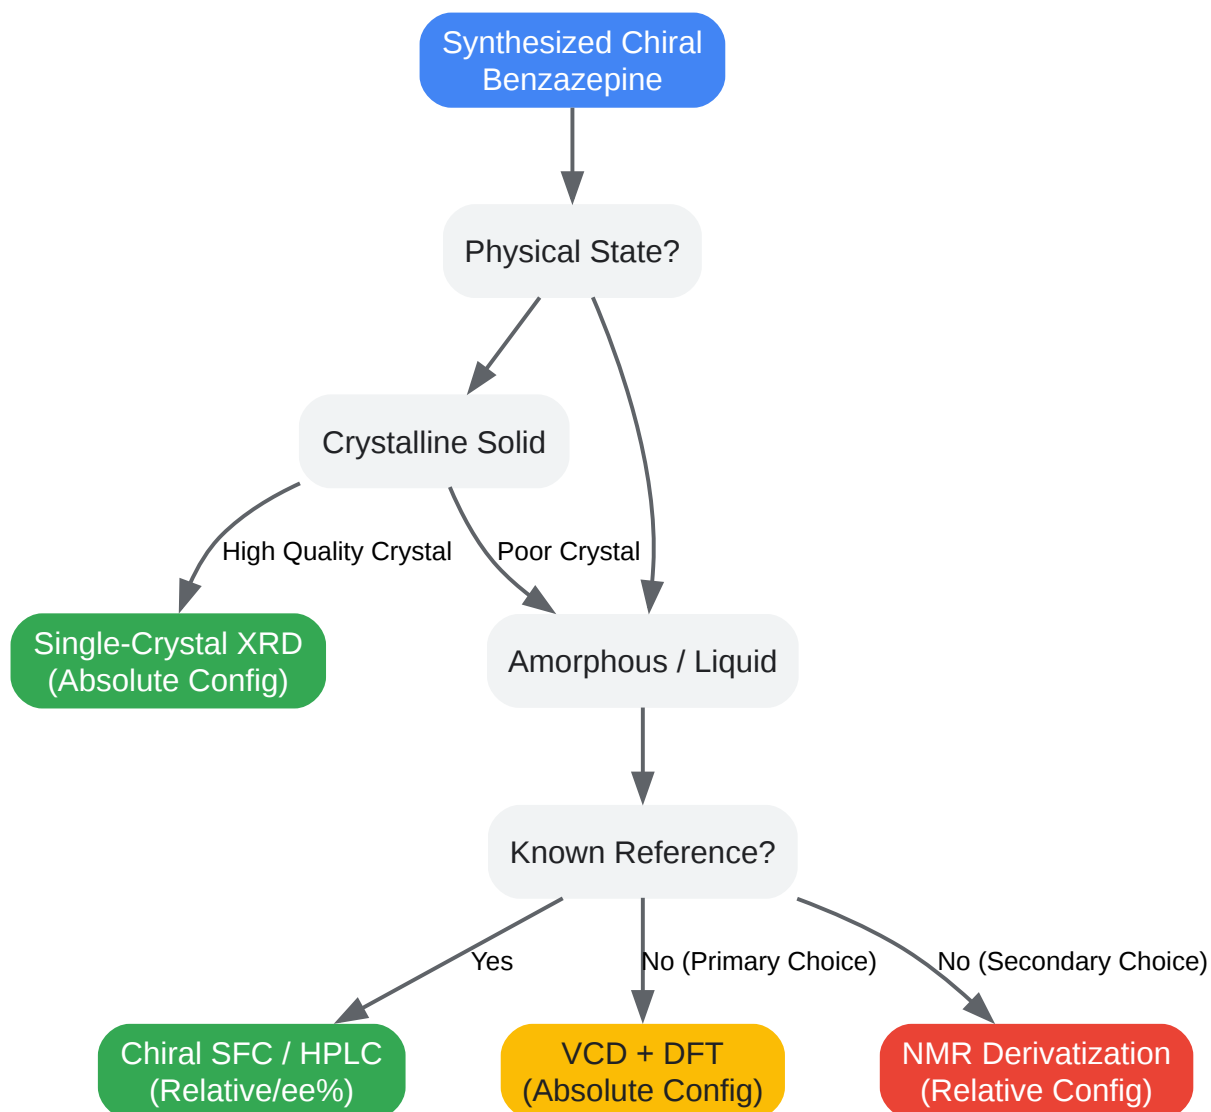 Synthesized Chiral
Benzazepine
Physical State?
Crystalline Solid
High Quality Crystal
Poor Crystal
Single-Crystal XRD
(Absolute Config)
Amorphous / Liquid
Known Reference?
Yes
No (Primary Choice)
No (Secondary Choice)
Chiral SFC / HPLC
(Relative/ee%)
VCD + DFT
(Absolute Config)
NMR Derivatization
(Relative Config)